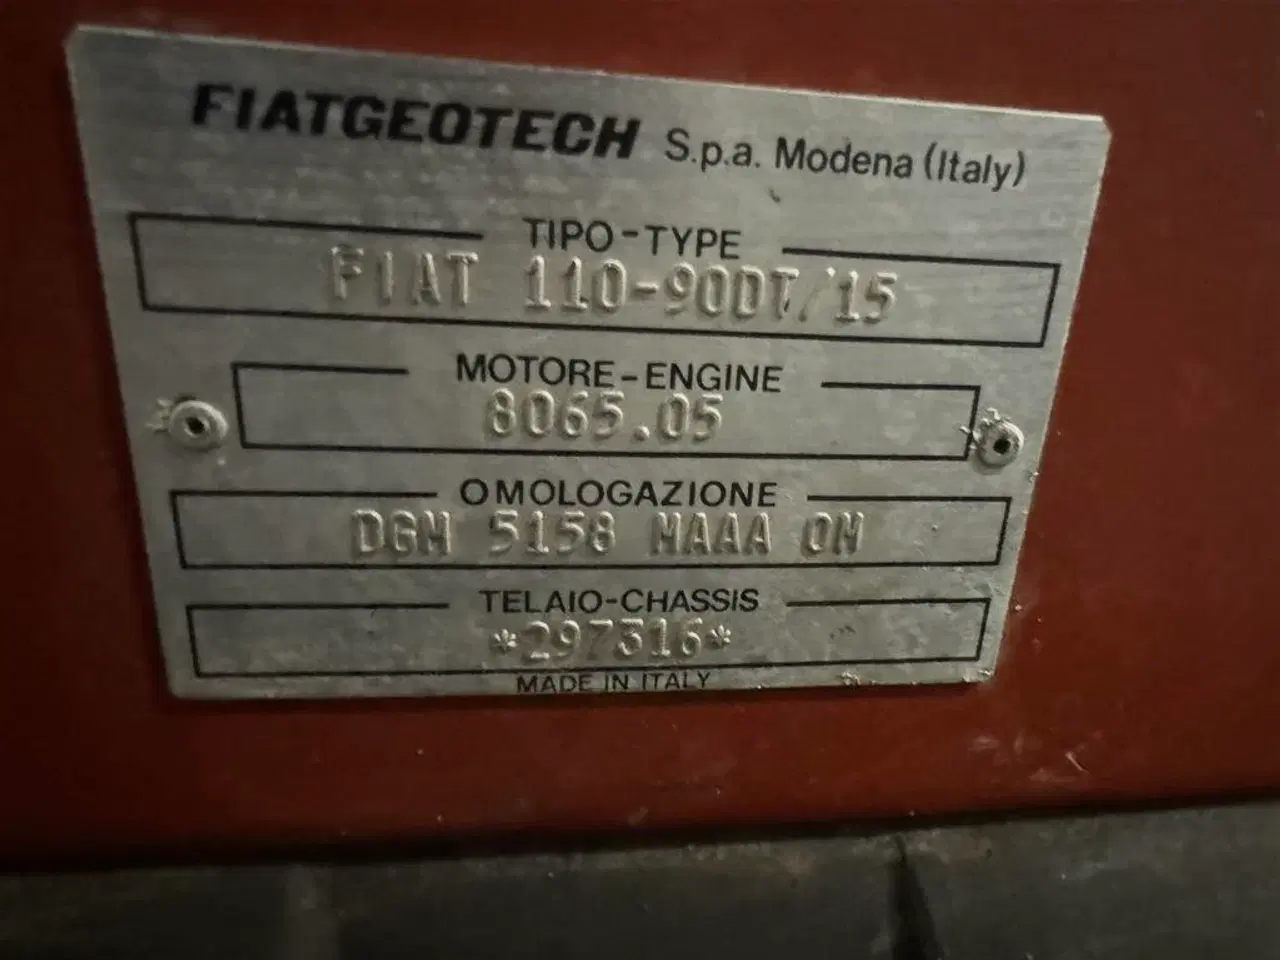 FIATGEOTECH S.p.a. Modena (Italy)
TIPO-TYPE
FIAT 110-90DT/15
MOTORE-ENGINE
8065.05
OMOLOGAZIONE
DGM 5158 MAAA OM
TELAIO-CHASSIS
*297316*
MADE IN ITALY